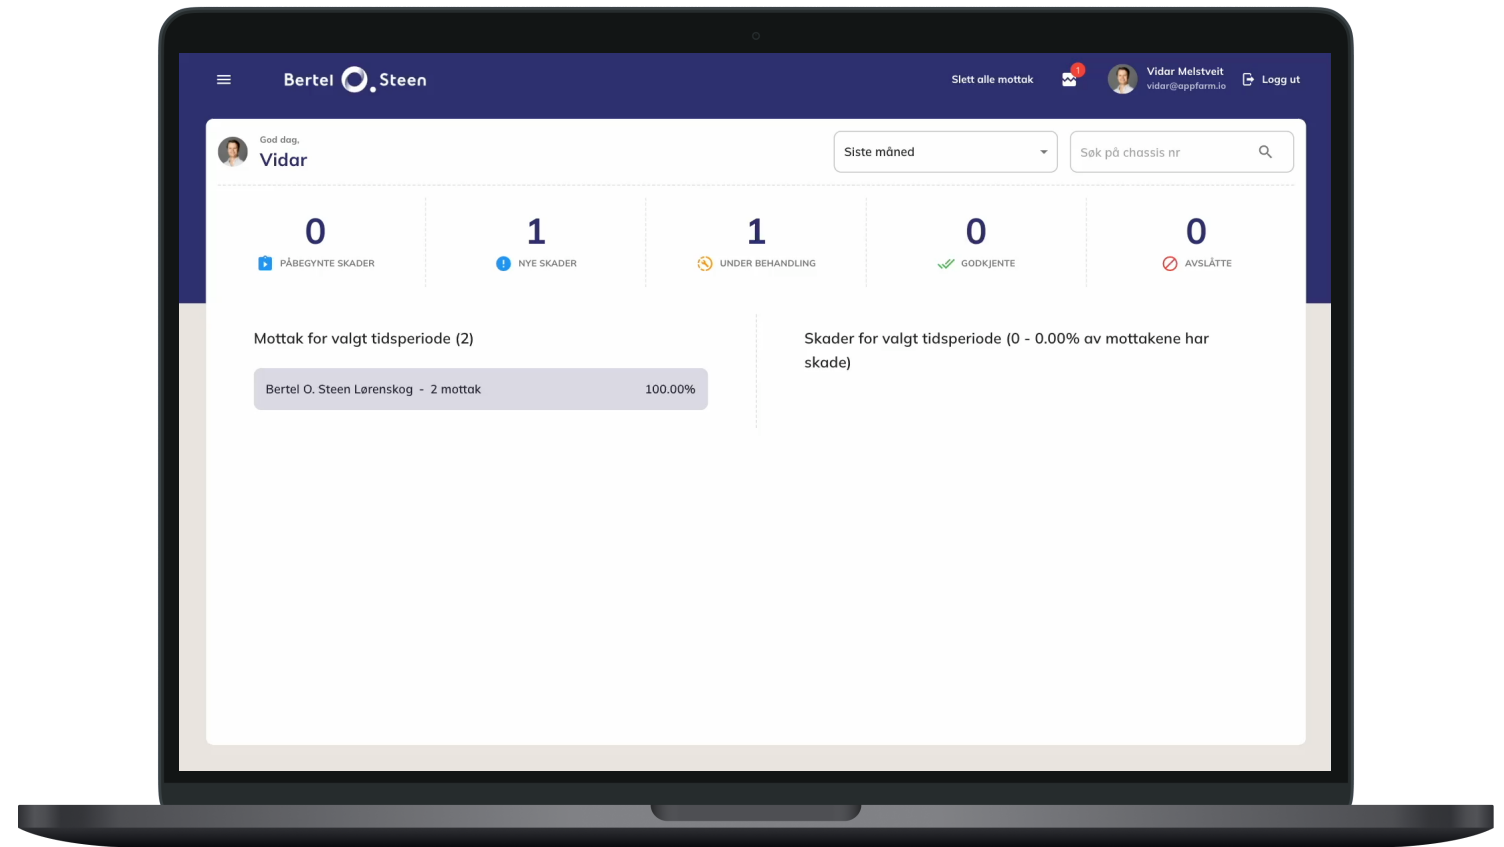 Bertel O. Steen
Slett alle mottak
1
Vidar Melstveit
vidar@appfarm.io
Logg ut
God dag,
Vidar
Siste måned
Søk på chassis nr
0
PÅBEGYNTE SKADER
1
NYE SKADER
1
UNDER BEHANDLING
0
GODKJENTE
0
AVSLÅTTE
Mottak for valgt tidsperiode (2)
Bertel O. Steen Lørenskog - 2 mottak 100.00%
Skader for valgt tidsperiode (0 - 0.00% av mottakene har
skade)